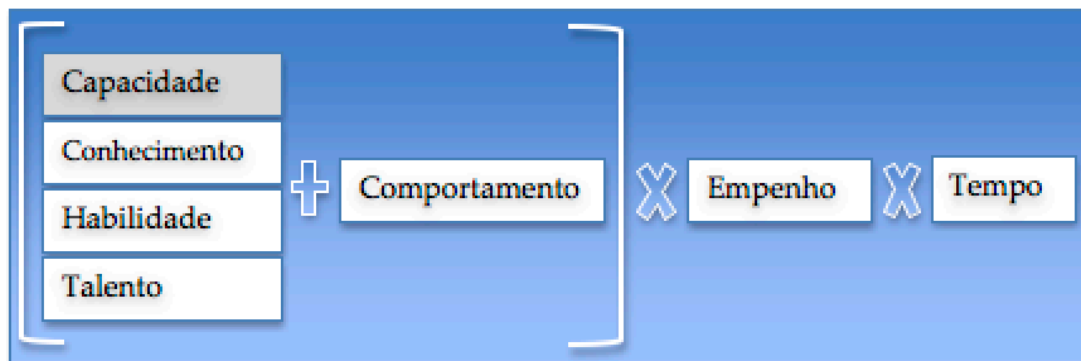 Capacidade
Conhecimento
Habilidade
Talento
Comportamento
Empenho
Tempo